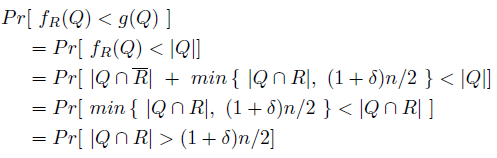 Pr[ f_R(Q) < g(Q) ]
= Pr[ f_R(Q) < |Q|]
= Pr[ |Q ∩ R̅| + min { |Q ∩ R|, (1 + δ)n/2 } < |Q|]
= Pr[ min { |Q ∩ R|, (1 + δ)n/2 } < |Q ∩ R| ]
= Pr[ |Q ∩ R| > (1 + δ)n/2]